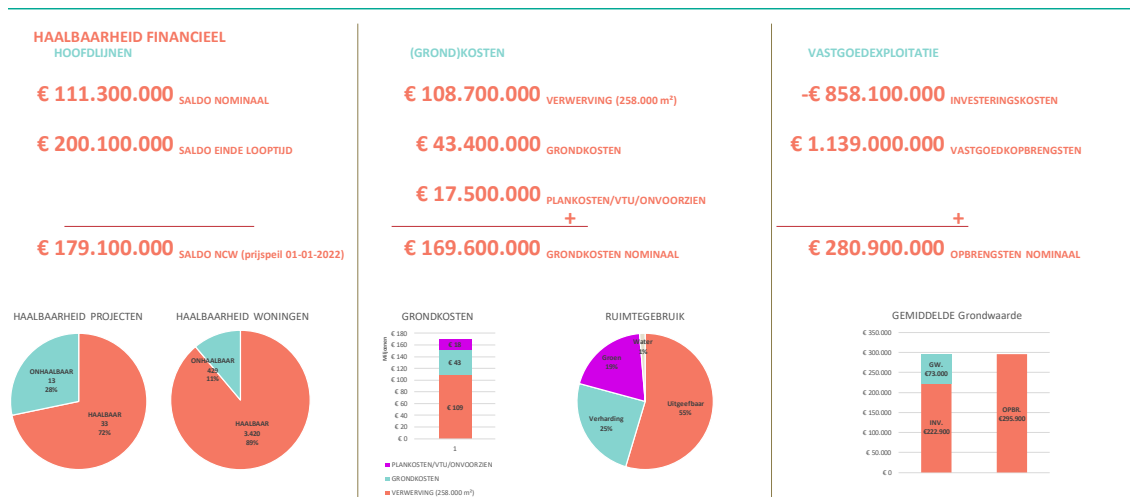 HAALBAARHEID FINANCIEEL
HOOFDLIJNEN
€ 111.300.000 SALDO NOMINAAL
€ 200.100.000 SALDO EINDE LOOPTIJD
€ 179.100.000 SALDO NCW (prijspeil 01-01-2022)
(GROND)KOSTEN
€ 108.700.000 VERWERVING (258.000 m²)
€ 43.400.000 GRONDKOSTEN
€ 17.500.000 PLANKOSTEN/VTU/ONVOORZIEN
+
€ 169.600.000 GRONDKOSTEN NOMINAAL
VASTGOEDEXPLOITATIE
-€ 858.100.000 INVESTERINGSKOSTEN
€ 1.139.000.000 VASTGOEDKOPBRENGSTEN
+
€ 280.900.000 OPBRENGSTEN NOMINAAL
HAALBAARHEID PROJECTEN
ONHAALBAAR
13
28%
HAALBAAR
33
72%
HAALBAARHEID WONINGEN
ONHAALBAAR
429
11%
HAALBAAR
3.420
89%
GRONDKOSTEN
Miljoenen
€ 180
€ 160
€ 140
€ 120
€ 100
€ 80
€ 60
€ 40
€ 20
€ 0
€ 18
€ 43
€ 109
1
PLANKOSTEN/VTU/ONVOORZIEN
GRONDKOSTEN
VERWERVING (258.000 m²)
RUIMTEGEBRUIK
Water
1%
Groen
19%
Verharding
25%
Uitgeefbaar
55%
GEMIDDELDE Grondwaarde
€ 350.000
€ 300.000
€ 250.000
€ 200.000
€ 150.000
€ 100.000
€ 50.000
€ 0
GW.
€73.000
INV.
€222.900
OPBR.
€295.900